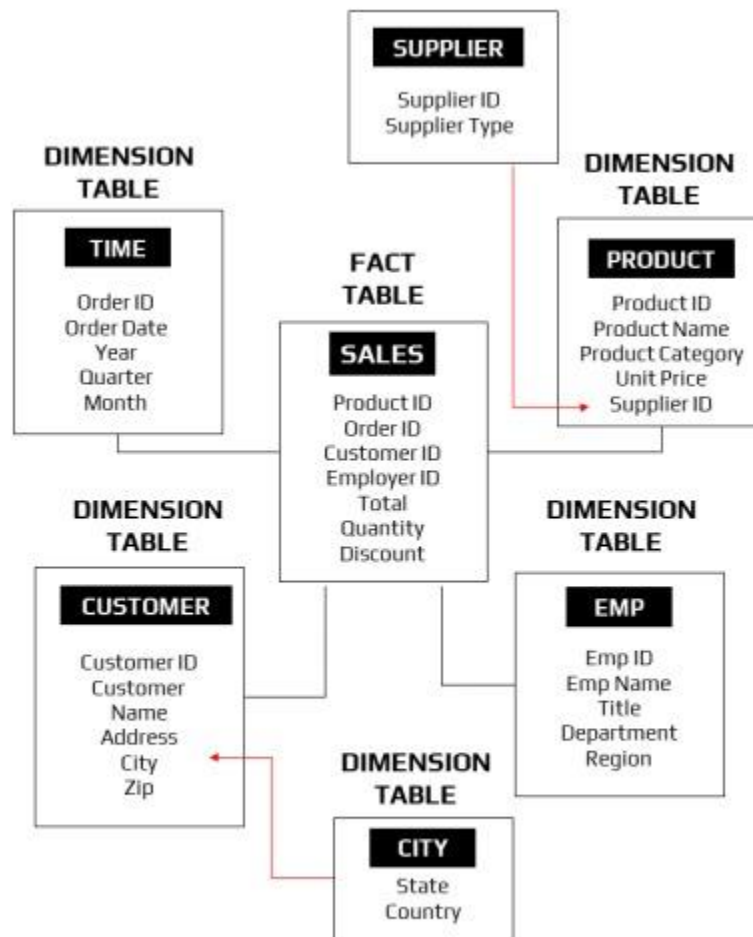 SUPPLIER
Supplier ID
Supplier Type
DIMENSION
TABLE
TIME
Order ID
Order Date
Year
Quarter
Month
FACT
TABLE
SALES
Product ID
Order ID
Customer ID
Employer ID
Total
Quantity
Discount
DIMENSION
TABLE
PRODUCT
Product ID
Product Name
Product Category
Unit Price
Supplier ID
DIMENSION
TABLE
CUSTOMER
Customer ID
Customer
Name
Address
City
Zip
DIMENSION
TABLE
CITY
State
Country
DIMENSION
TABLE
EMP
Emp ID
Emp Name
Title
Department
Region